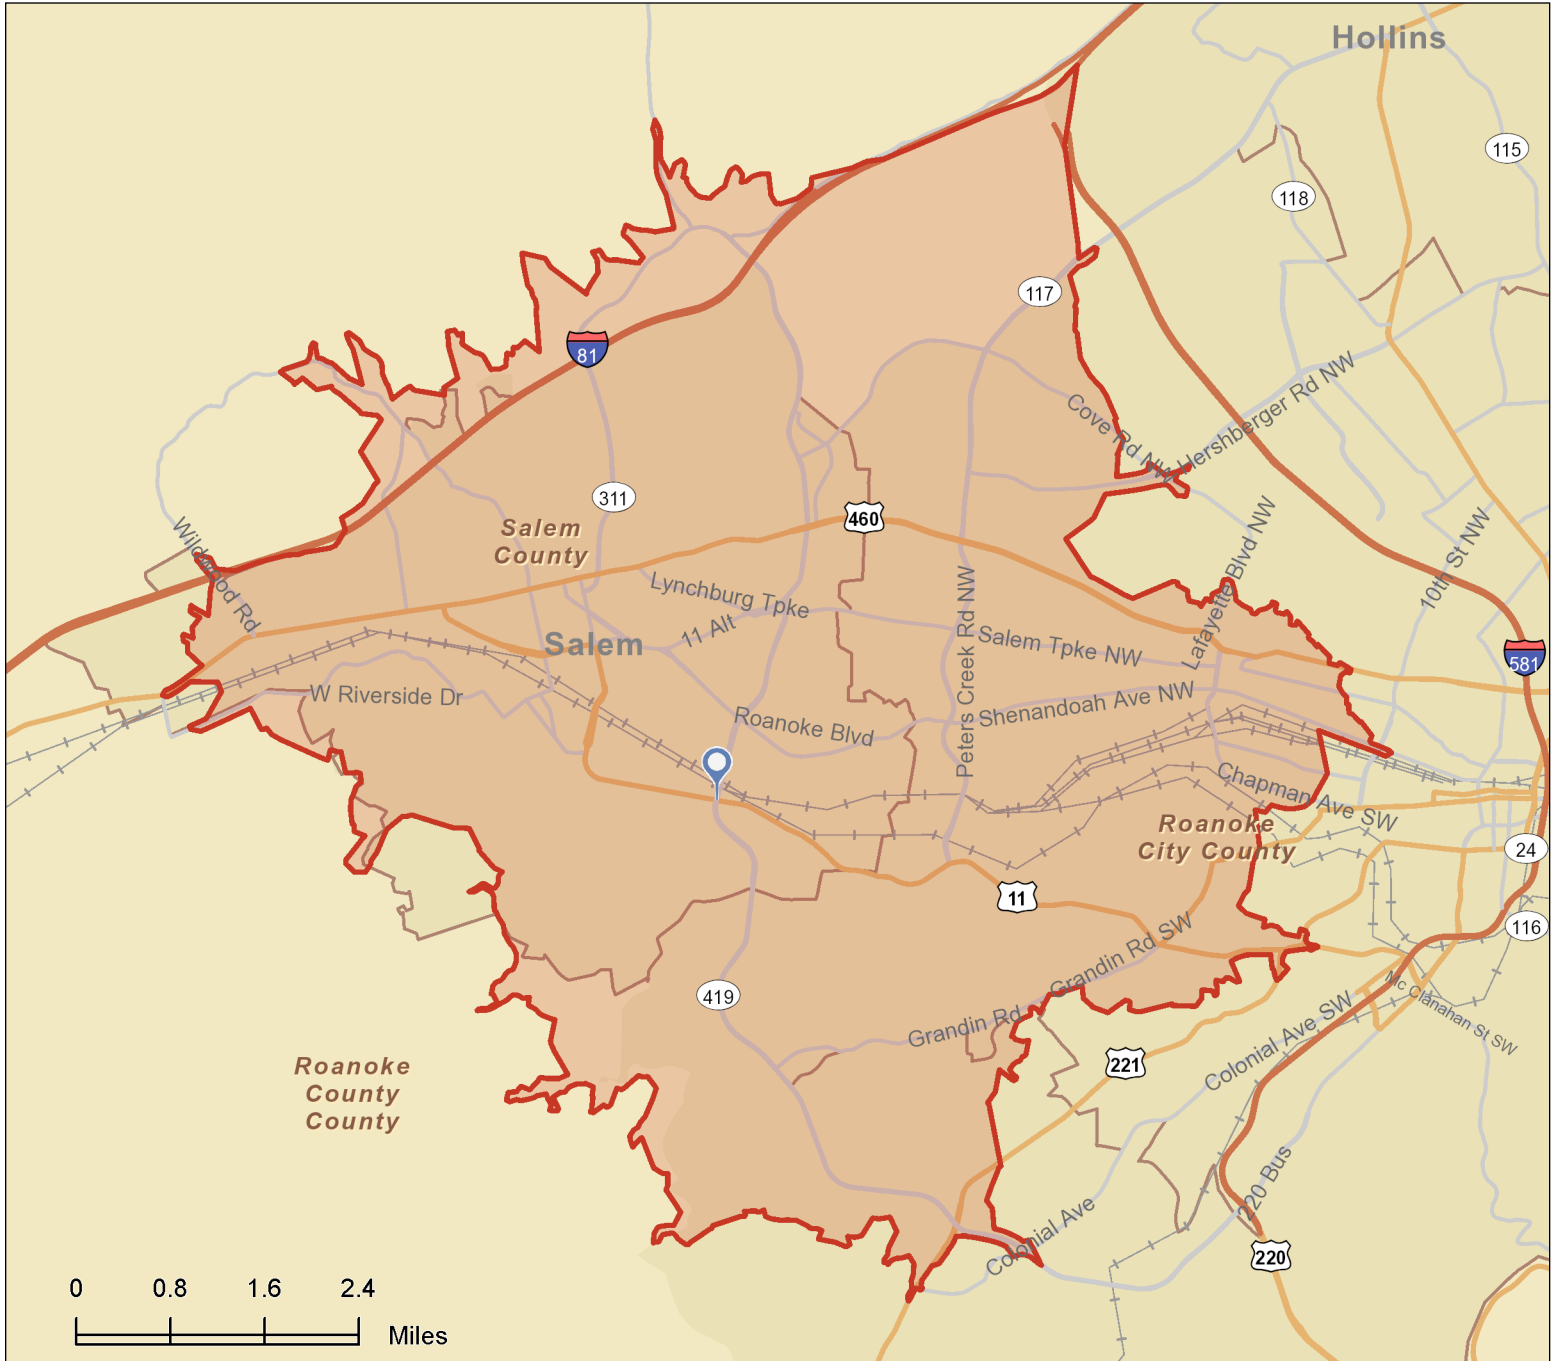 Hollins
115
118
117
81
Cove Rd NW
Hershberger Rd NW
311
460
Salem
County
Wildwood Rd
Lafayette Blvd NW
10th St NW
Lynchburg Tpke
11 Alt
Peters Creek Rd NW
Salem Tpke NW
Salem
581
W Riverside Dr
Shenandoah Ave NW
Roanoke Blvd
Chapman Ave SW
Roanoke
City County
24
11
116
Grandin Rd SW
419
Grandin Rd
Mc Clanahan St SW
Colonial Ave SW
221
Roanoke
County
County
220 Bus
Colonial Ave
220
0 0.8 1.6 2.4
Miles